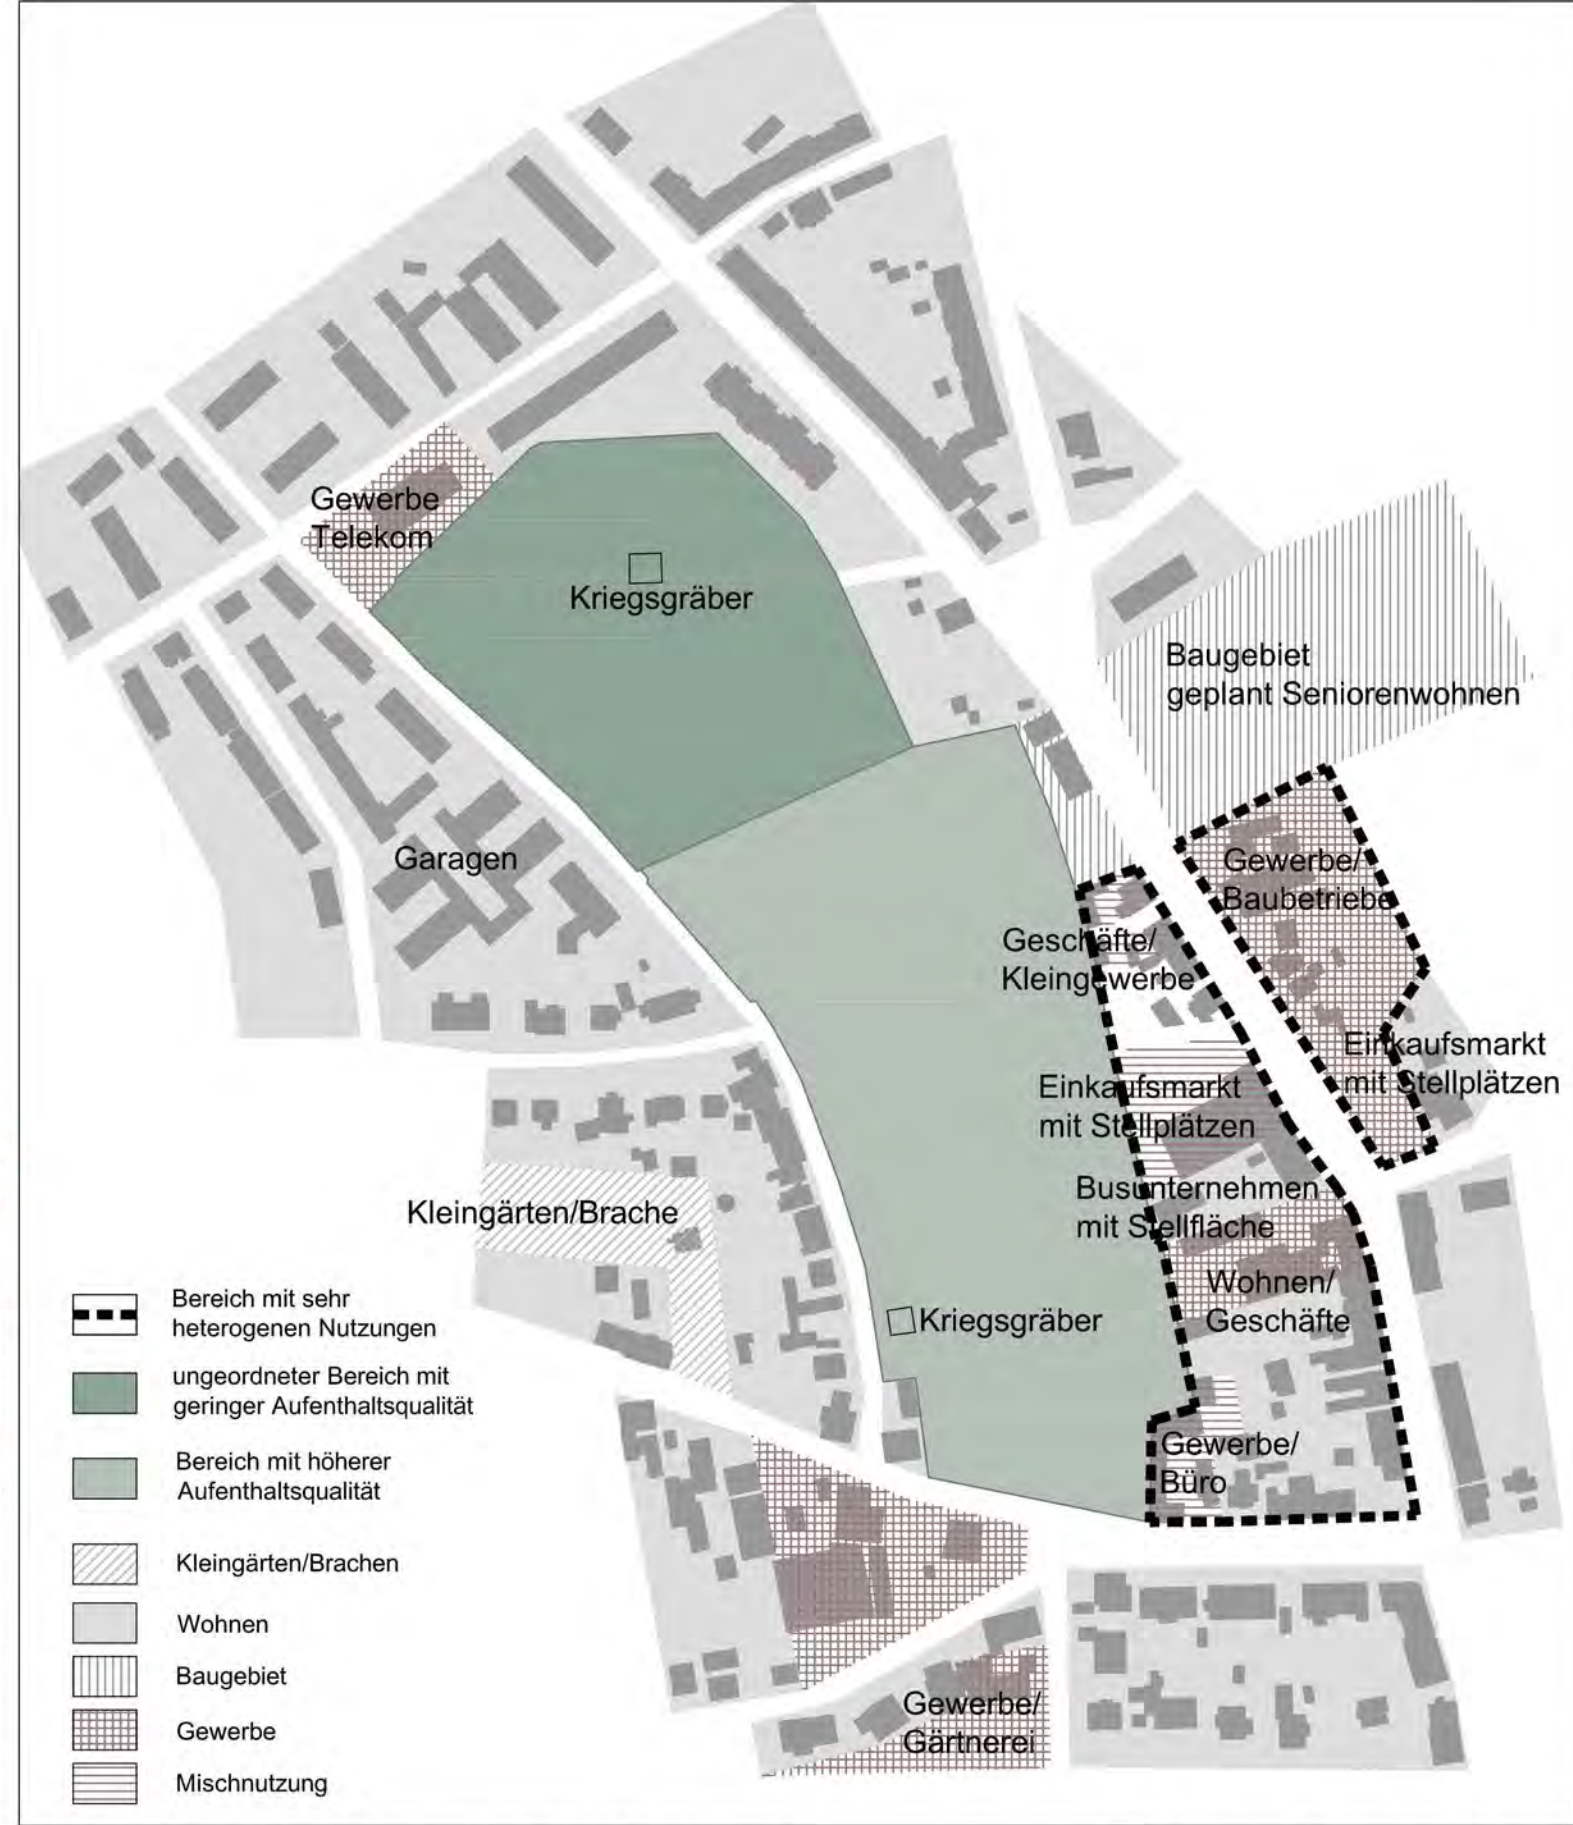 Gewerbe
Telekom
Kriegsgräber
Baugebiet
geplant Seniorenwohnen
Garagen
Gewerbe/
Baubetriebe
Geschäfte/
Kleingewerbe
Einkaufsmarkt
mit Stellplätzen
Einkaufsmarkt
mit Stellplätzen
Busunternehmen
mit Stellfläche
Kleingärten/Brache
Wohnen/
Geschäfte
Kriegsgräber
Gewerbe/
Büro
Gewerbe/
Gärtnerei
Bereich mit sehr
heterogenen Nutzungen
ungeordneter Bereich mit
geringer Aufenthaltsqualität
Bereich mit höherer
Aufenthaltsqualität
Kleingärten/Brachen
Wohnen
Baugebiet
Gewerbe
Mischnutzung